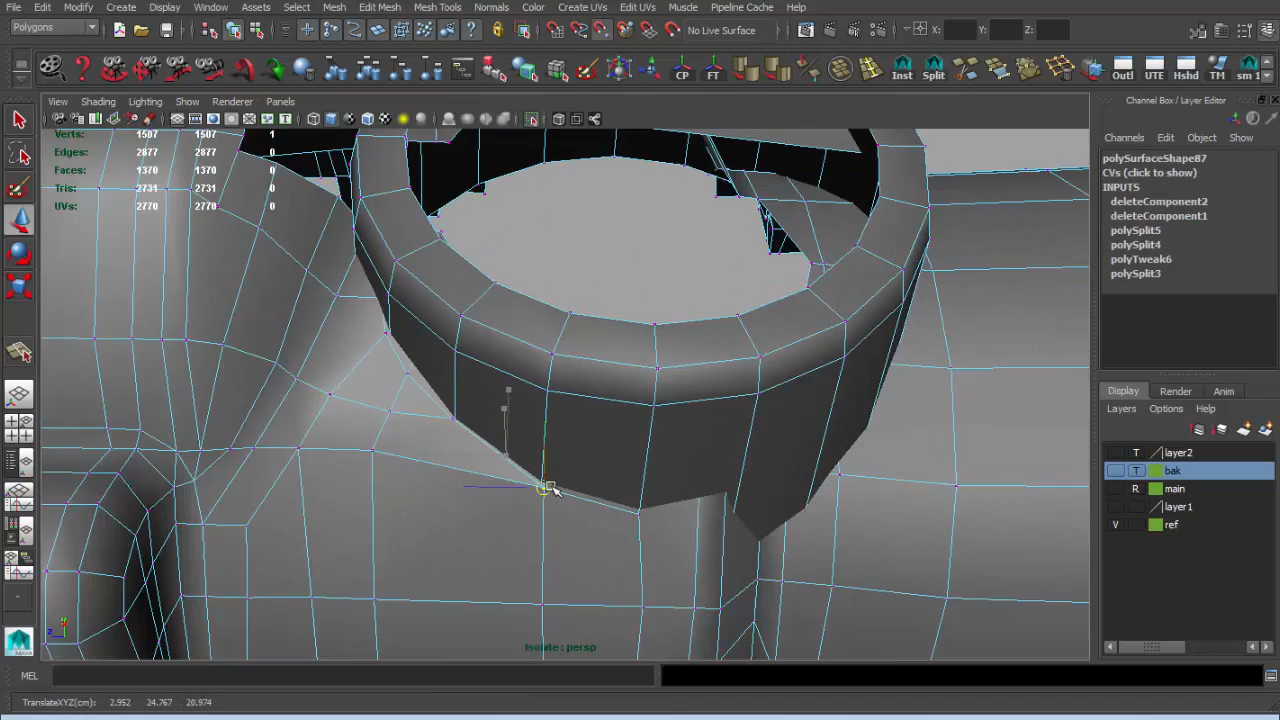 File Edit Modify Create Display Window Assets Select Mesh Edit Mesh Mesh Tools Normals Color Create UVs Edit UVs Muscle Pipeline Cache Help
Polygons No Live Surface X: Y: Z:
CP FT Inst Split Outl UTE Hshd TM sm 1
View Shading Lighting Show Renderer Panels
Channel Box / Layer Editor
Channels Edit Object Show
Verts: 1507 1507 1
Edges: 2877 2877 0
Faces: 1370 1370 0
Tris: 2731 2731 0
UVs: 2770 2770 0
polySurfaceShape87
CVs (click to show)
INPUTS
deleteComponent2
deleteComponent1
polySplit5
polySplit4
polyTweak6
polySplit3
Display Render Anim
Layers Options Help
T layer2
T bak
R main
layer1
V ref
Isolate : persp
MEL
TranslateXYZ(cm): 2.952 24.767 20.974